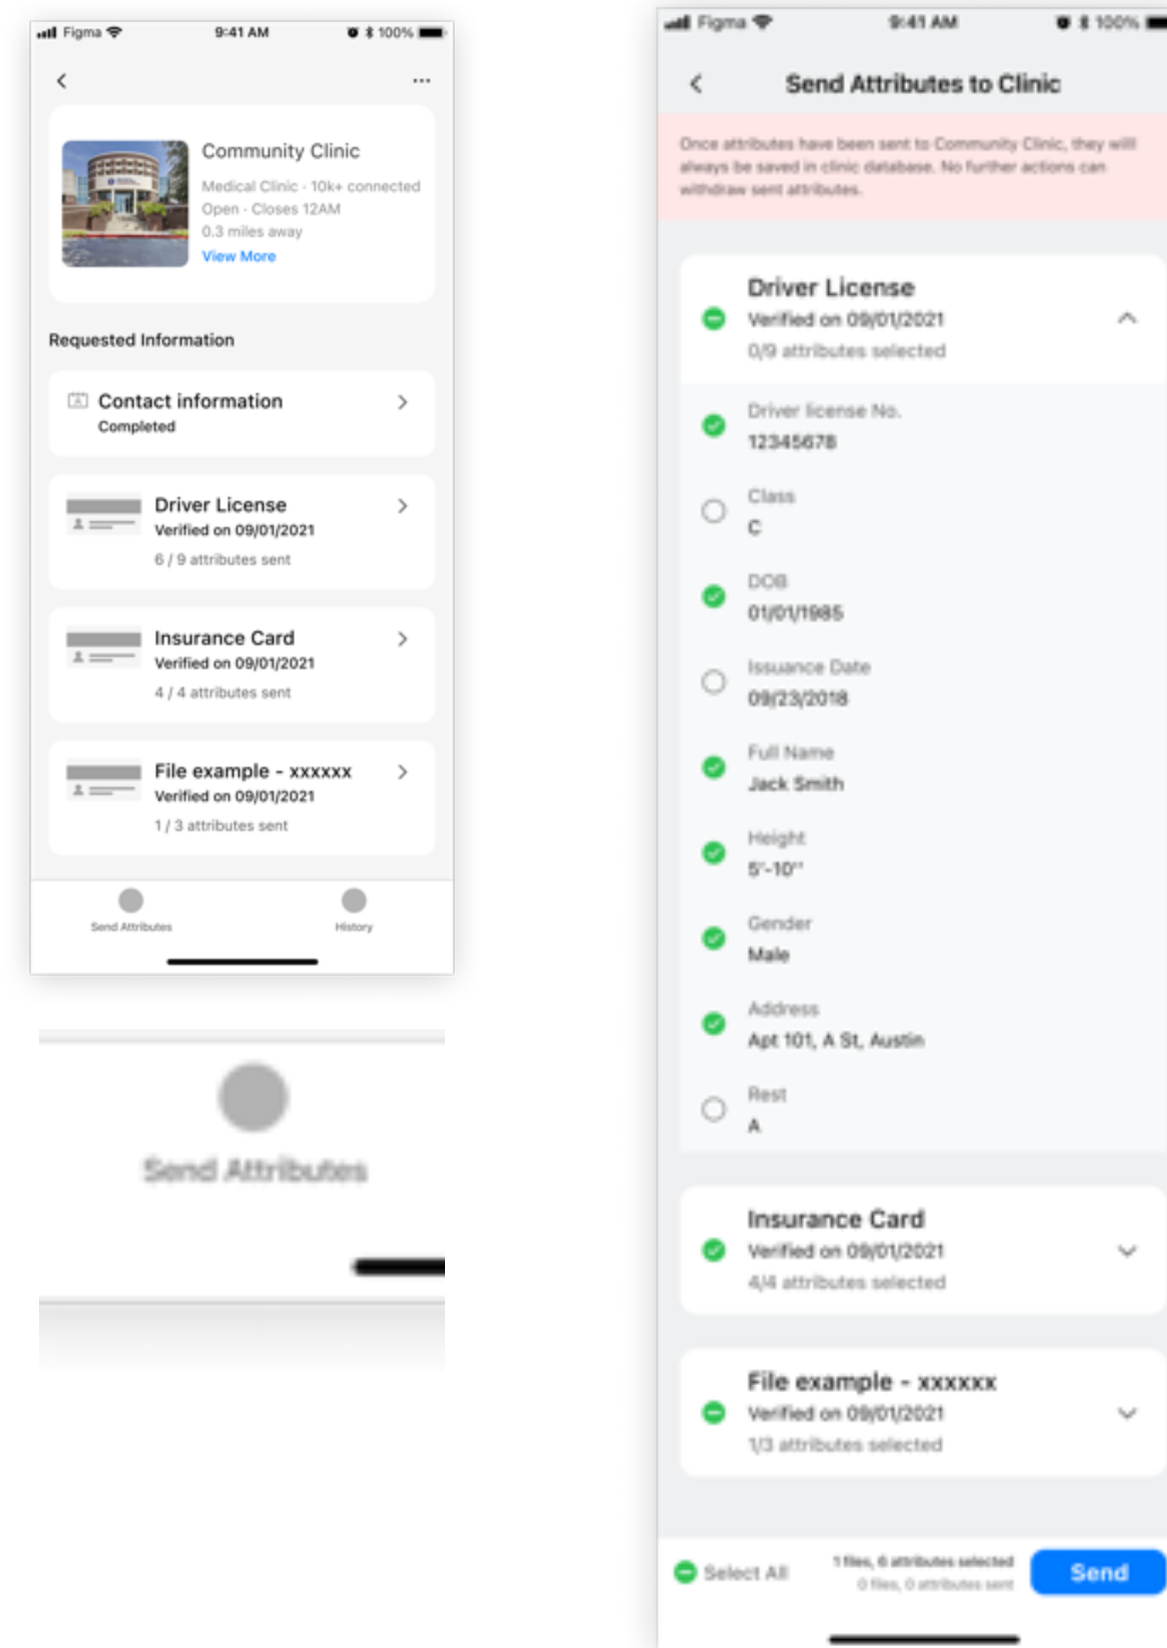 Figma
9:41 AM
100%
Community Clinic
Medical Clinic · 10k+ connected
Open · Closes 12AM
0.3 miles away
View More
Requested Information
Contact information
Completed
Driver License
Verified on 09/01/2021
6 / 9 attributes sent
Insurance Card
Verified on 09/01/2021
4 / 4 attributes sent
File example - xxxxxx
Verified on 09/01/2021
1 / 3 attributes sent
Send Attributes
History
Send Attributes
Figma
9:41 AM
100%
Send Attributes to Clinic
Once attributes have been sent to Community Clinic, they will
always be saved in clinic database. No further actions can
withdraw sent attributes.
Driver License
Verified on 09/01/2021
0/9 attributes selected
Driver license No.
12345678
Class
C
DOB
01/01/1985
Issuance Date
09/23/2018
Full Name
Jack Smith
Height
5'-10''
Gender
Male
Address
Apt 101, A St, Austin
Rest
A
Insurance Card
Verified on 09/01/2021
4/4 attributes selected
File example - xxxxxx
Verified on 09/01/2021
1/3 attributes selected
Select All
1 files, 6 attributes selected
0 files, 0 attributes sent
Send